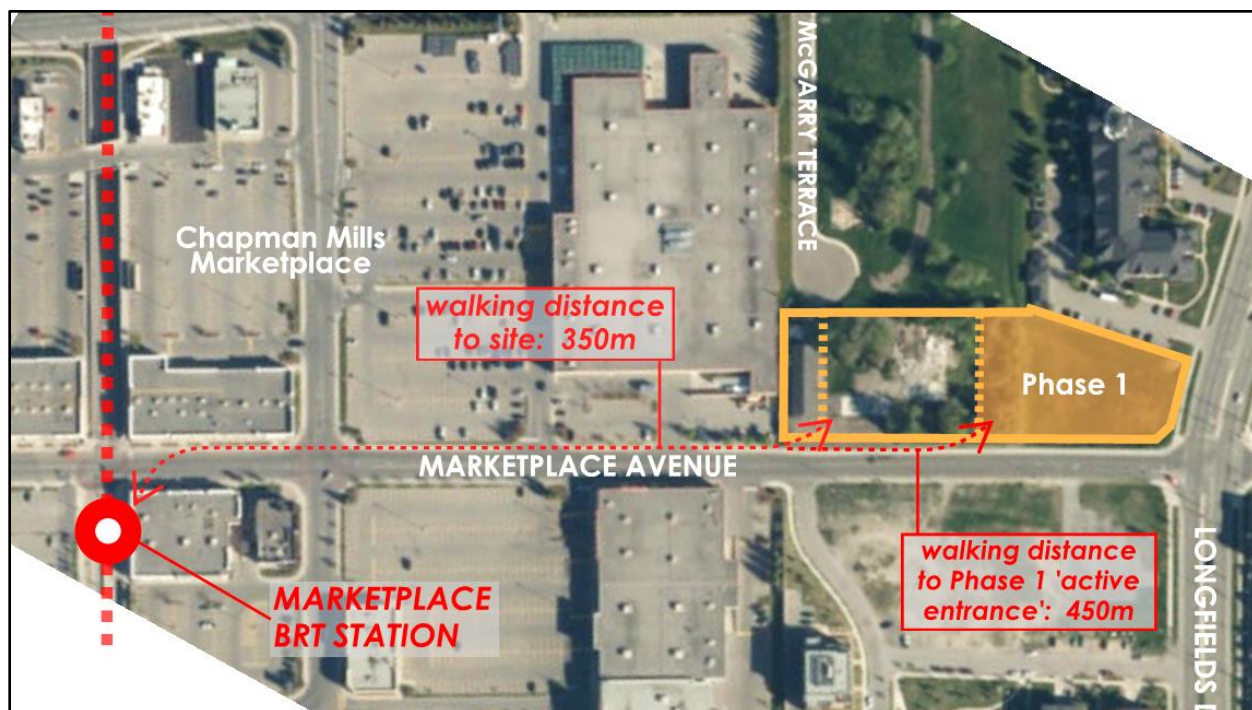 McGARRY TERRACE
Chapman Mills
Marketplace
walking distance
to site: 350m
Phase 1
MARKETPLACE AVENUE
walking distance
to Phase 1 'active
entrance': 450m
MARKETPLACE
BRT STATION
LONGFIELDS